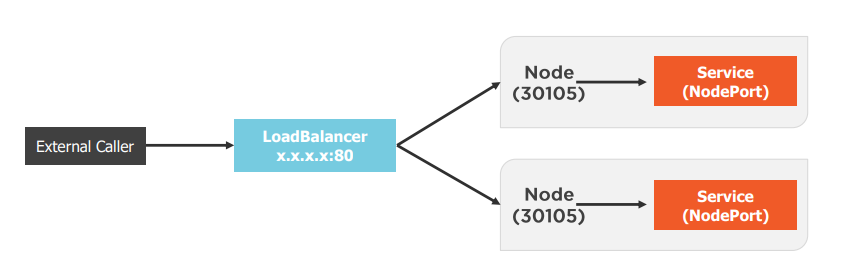 External Caller
LoadBalancer
x.x.x.x:80
Node
(30105)
Service
(NodePort)
Node
(30105)
Service
(NodePort)